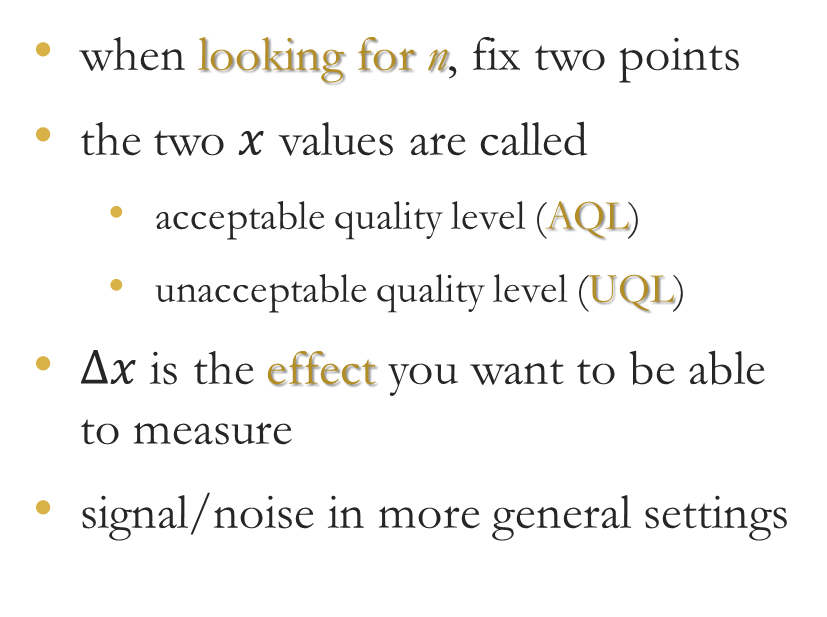 • when looking for n, fix two points
• the two x values are called
• acceptable quality level (AQL)
• unacceptable quality level (UQL)
• Δx is the effect you want to be able
to measure
• signal/noise in more general settings